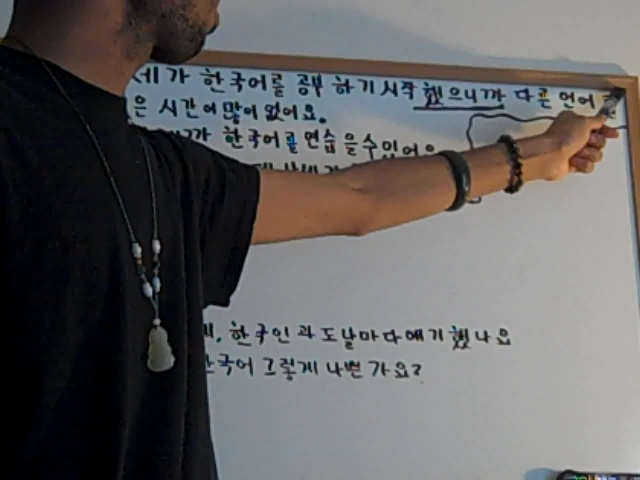 세가 한국어를 공부하기시작했으니까 다른 언어
은 시간이많이없어요.
가 한국어를연습을수있어요
, 한국인과도날마다얘기했나요
한국어 그렇게 나쁜가요?